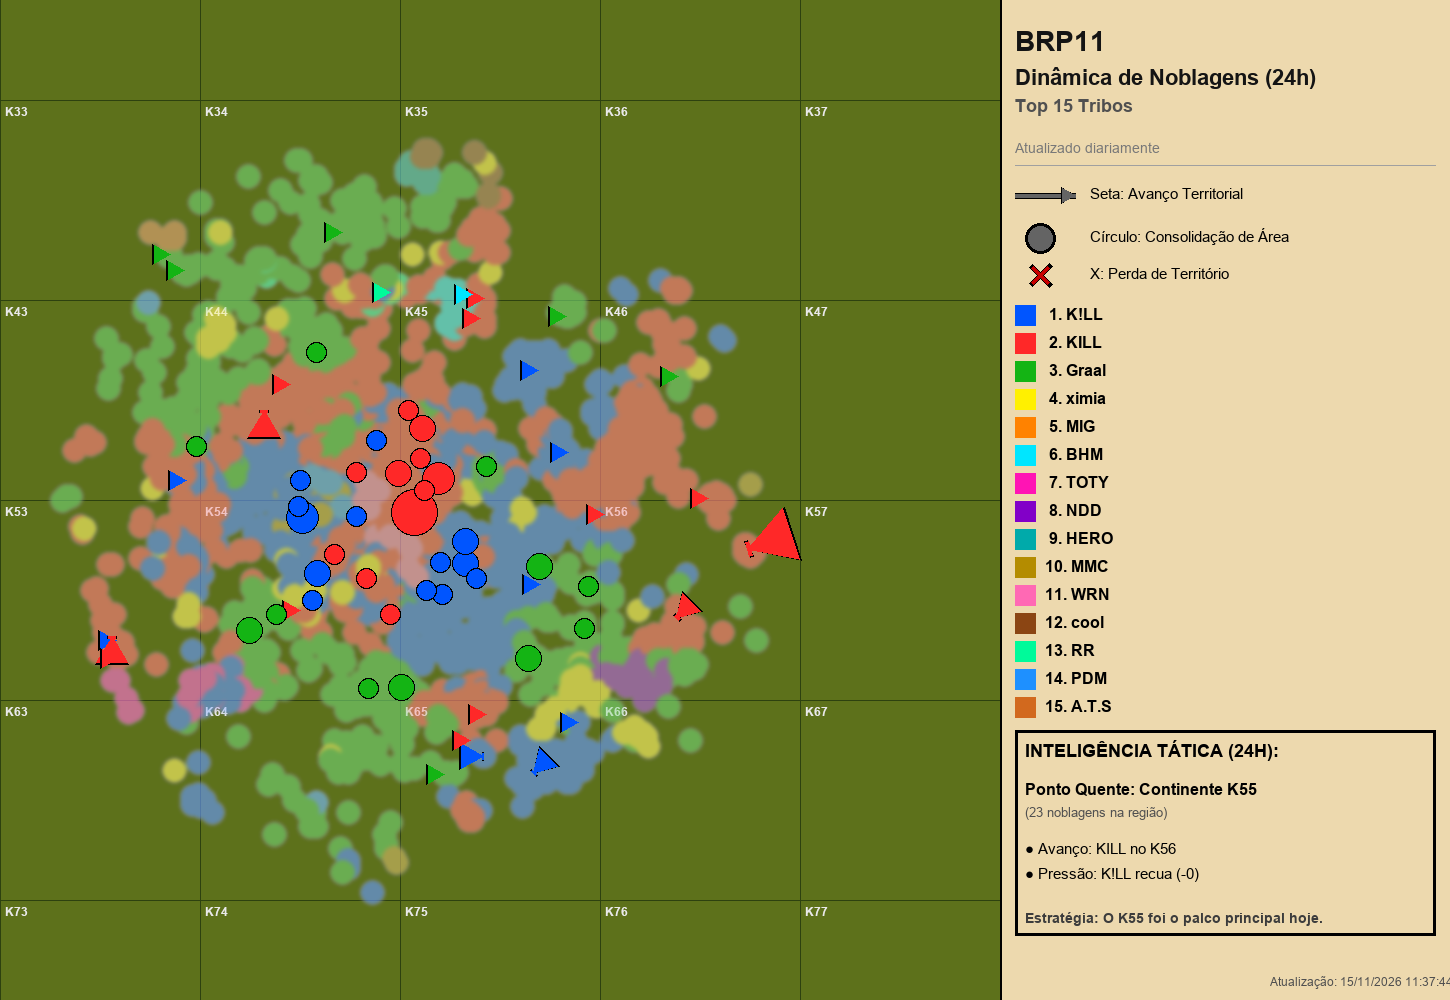 K33 K34 K35 K36 K37
K43 K44 K45 K46 K47
K53 K54 K56 K57
K63 K64 K65 K66 K67
K73 K74 K75 K76 K77
BRP11
Dinâmica de Noblagens (24h)
Top 15 Tribos
Atualizado diariamente
Seta: Avanço Territorial
Círculo: Consolidação de Área
X: Perda de Território
1. K!LL
2. KILL
3. Graal
4. ximia
5. MIG
6. BHM
7. TOTY
8. NDD
9. HERO
10. MMC
11. WRN
12. cool
13. RR
14. PDM
15. A.T.S
INTELIGÊNCIA TÁTICA (24H):
Ponto Quente: Continente K55
(23 noblagens na região)
● Avanço: KILL no K56
● Pressão: K!LL recua (-0)
Estratégia: O K55 foi o palco principal hoje.
Atualização: 15/11/2026 11:37:44